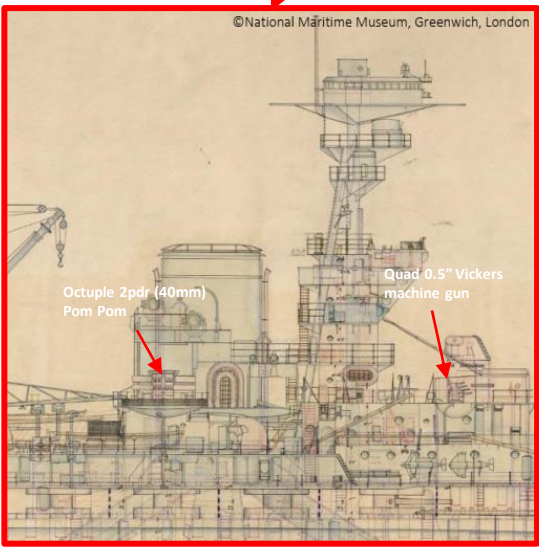 ©National Maritime Museum, Greenwich, London
Quad 0.5” Vickers
machine gun
Octuple 2pdr (40mm)
Pom Pom